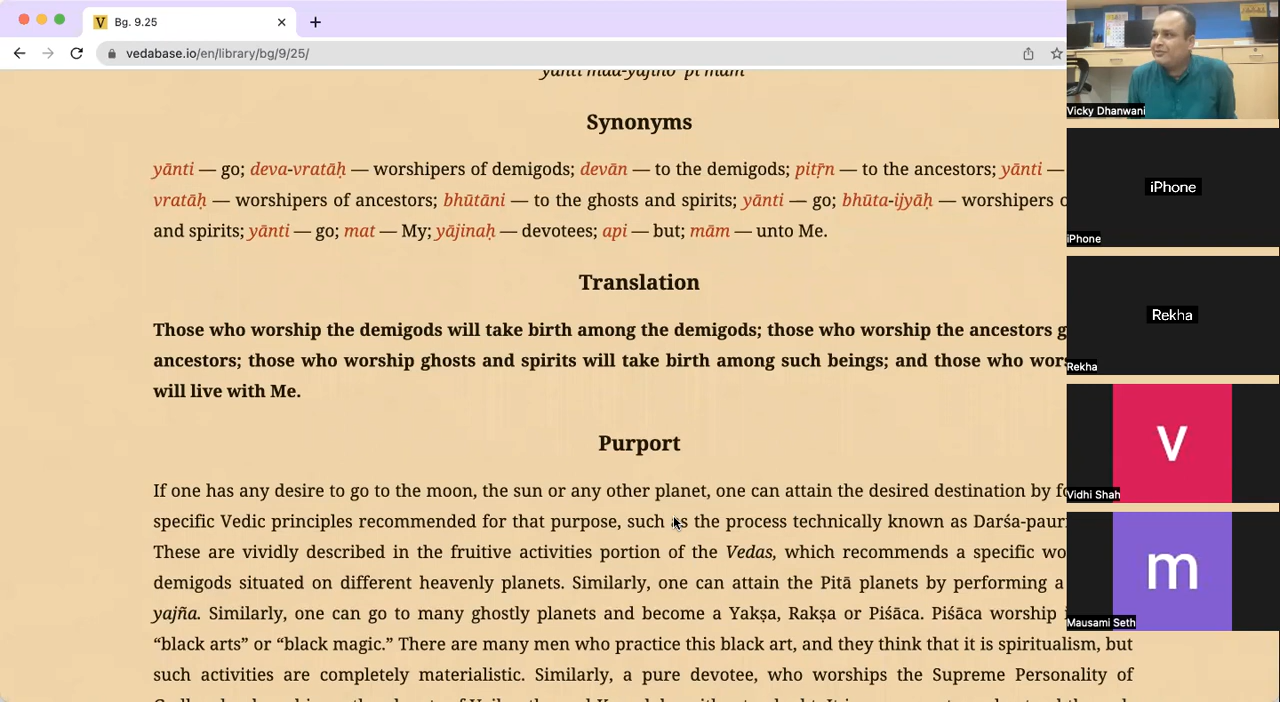 Bg. 9.25
vedabase.io/en/library/bg/9/25/
Synonyms
yānti — go; deva-vratāḥ — worshipers of demigods; devān — to the demigods; pitṝn — to the ancestors; yānti —
vratāḥ — worshipers of ancestors; bhūtāni — to the ghosts and spirits; yānti — go; bhūta-ijyāḥ — worshipers
and spirits; yānti — go; mat — My; yājinaḥ — devotees; api — but; mām — unto Me.
Translation
Those who worship the demigods will take birth among the demigods; those who worship the ancestors
ancestors; those who worship ghosts and spirits will take birth among such beings; and those who
will live with Me.
Purport
If one has any desire to go to the moon, the sun or any other planet, one can attain the desired destination by
specific Vedic principles recommended for that purpose, such as the process technically known as
These are vividly described in the fruitive activities portion of the Vedas, which recommends a specific
demigods situated on different heavenly planets. Similarly, one can attain the Pitā planets by performing a
yajña. Similarly, one can go to many ghostly planets and become a Yakṣa, Rakṣa or Piśāca. Piśāca worship
“black arts” or “black magic.” There are many men who practice this black art, and they think that it is spiritualism, but
such activities are completely materialistic. Similarly, a pure devotee, who worships the Supreme Personality of
Vicky Dhanwani
iPhone
iPhone
Rekha
Rekha
V
Vidhi Shah
m
Mausami Seth